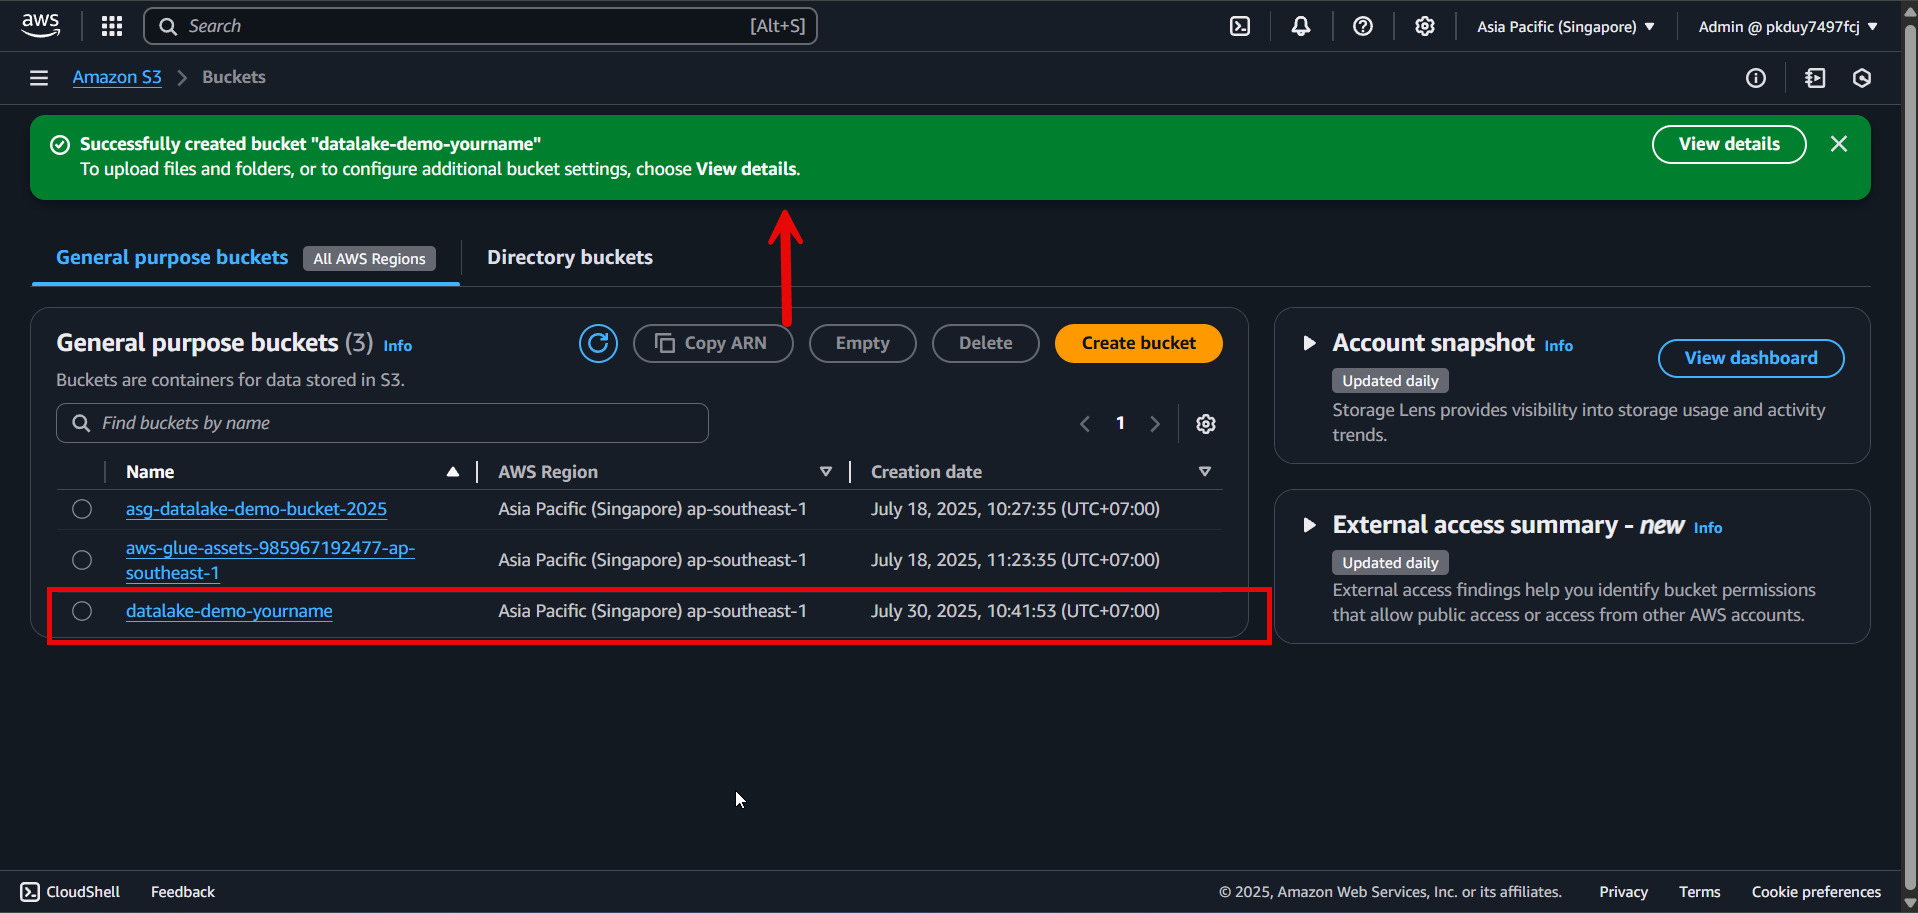 aws
Search
[Alt+S]
Asia Pacific (Singapore)
Admin @ pkduy7497fcj
Amazon S3
Buckets
Successfully created bucket "datalake-demo-yourname"
To upload files and folders, or to configure additional bucket settings, choose View details.
View details
General purpose buckets
All AWS Regions
Directory buckets
General purpose buckets (3) Info
Copy ARN
Empty
Delete
Create bucket
Buckets are containers for data stored in S3.
Find buckets by name
1
Name
AWS Region
Creation date
asg-datalake-demo-bucket-2025
Asia Pacific (Singapore) ap-southeast-1
July 18, 2025, 10:27:35 (UTC+07:00)
aws-glue-assets-985967192477-ap-
southeast-1
Asia Pacific (Singapore) ap-southeast-1
July 18, 2025, 11:23:35 (UTC+07:00)
datalake-demo-yourname
Asia Pacific (Singapore) ap-southeast-1
July 30, 2025, 10:41:53 (UTC+07:00)
Account snapshot Info
View dashboard
Updated daily
Storage Lens provides visibility into storage usage and activity
trends.
External access summary - new Info
Updated daily
External access findings help you identify bucket permissions
that allow public access or access from other AWS accounts.
CloudShell
Feedback
© 2025, Amazon Web Services, Inc. or its affiliates.
Privacy
Terms
Cookie preferences